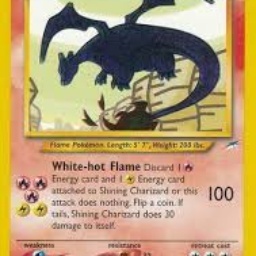 Flame Pokémon. Length: 5' 7", Weight: 200 lbs.
White-hot Flame Discard 1
Energy card and 1 Energy card
attached to Shining Charizard or this
attack does nothing. Flip a coin. If
tails, Shining Charizard does 30
damage to itself.
100
weakness resistance retreat cost